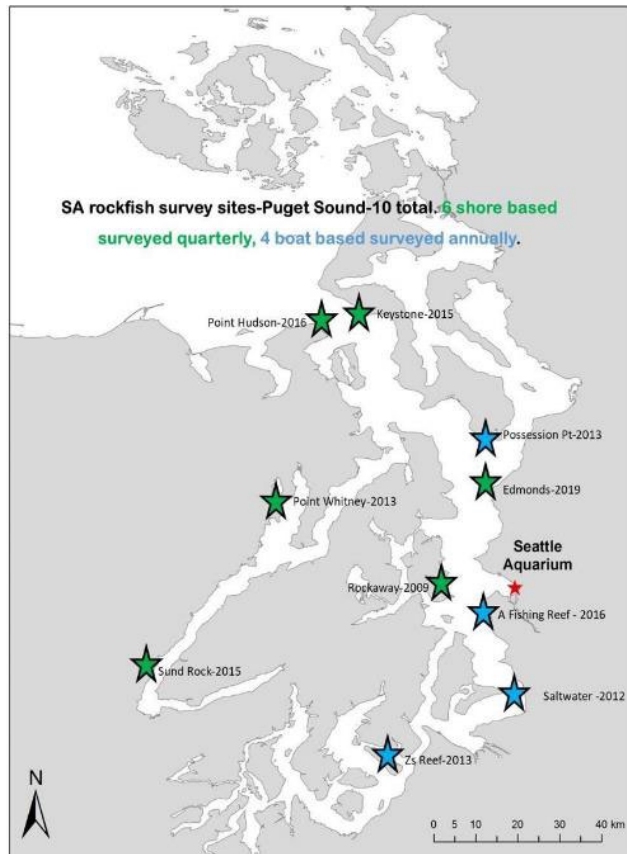 SA rockfish survey sites-Puget Sound-10 total. 6 shore based
surveyed quarterly, 4 boat based surveyed annually.
Point Hudson-2016
Keystone-2015
Possession Pt-2013
Edmonds-2019
Point Whitney-2013
Seattle
Aquarium
Rockaway-2009
A Fishing Reef - 2016
Sund Rock-2015
Saltwater -2012
Zs Reef-2013
N
0 5 10 20 30 40 km